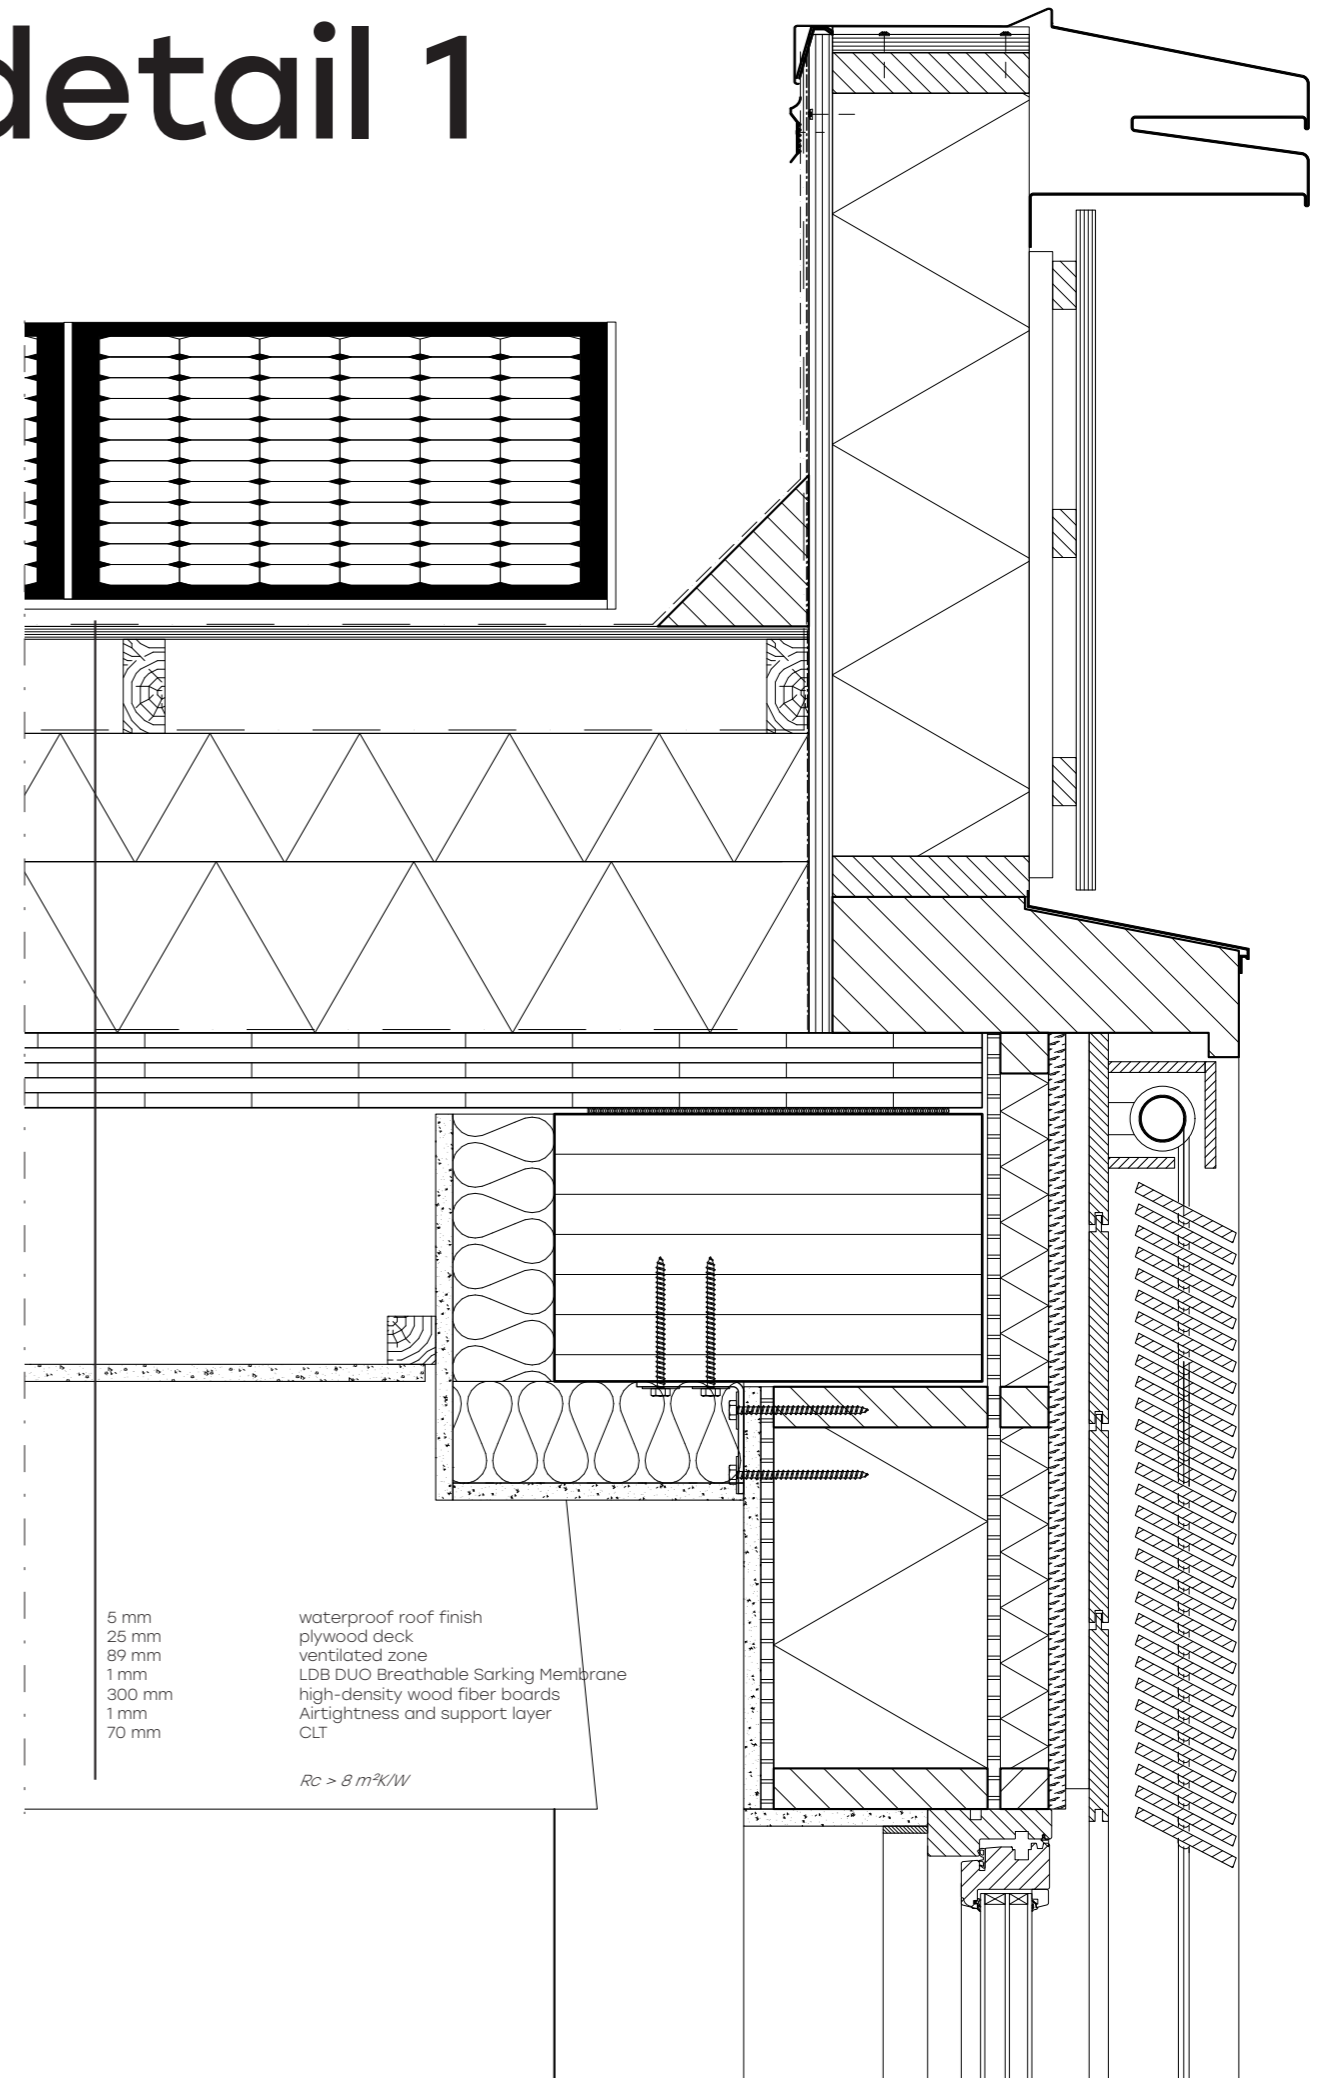 detail 1
5 mm waterproof roof finish
25 mm plywood deck
89 mm ventilated zone
1 mm LDB DUO Breathable Sarking Membrane
300 mm high-density wood fiber boards
1 mm Airtightness and support layer
70 mm CLT
Rc > 8 m²K/W